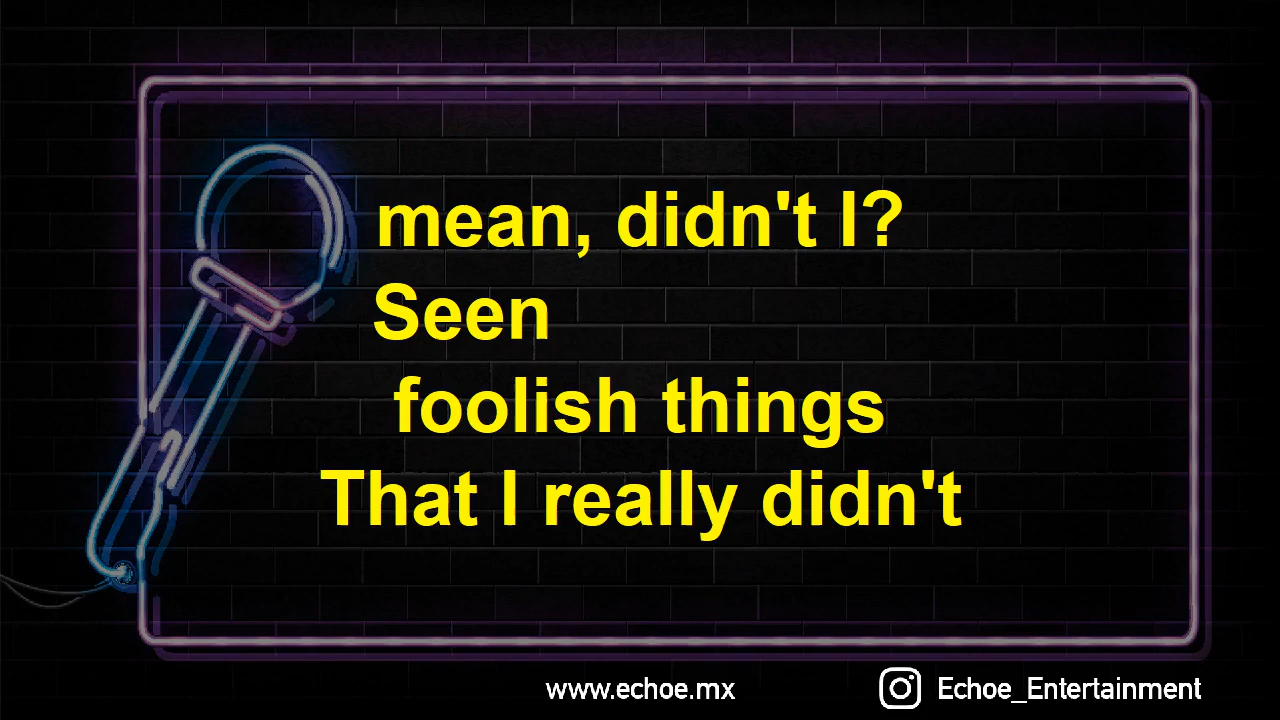 mean, didn't I?
Seen
foolish things
That I really didn't
www.echoe.mx
Echoe_Entertainment